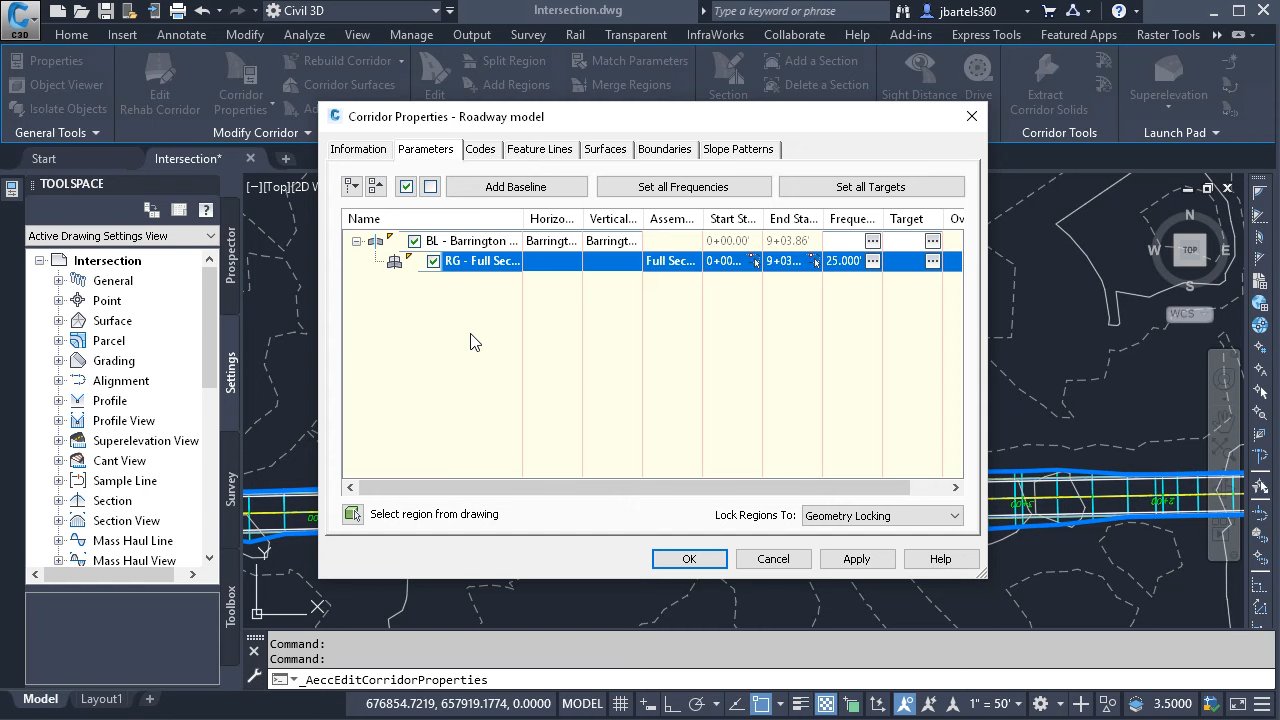 Civil 3D
Intersection.dwg
Type a keyword or phrase
jbartels360
C3D
Home Insert Annotate Modify Analyze View Manage Output Survey Rail Transparent InfraWorks Collaborate Help Add-ins Express Tools Featured Apps Raster Tools
Properties
Object Viewer
Isolate Objects
General Tools
Edit
Rehab Corridor
Corridor
Properties
Rebuild Corridor
Corridor Surfaces
Modify Corridor
Edit
Split Region
Add Regions
Match Parameters
Merge Regions
Section
Add a Section
Delete a Section
Sight Distance
Drive
Extract
Corridor Solids
Corridor Tools
Superelevation
Launch Pad
Start
Intersection*
TOOLSPACE
Active Drawing Settings View
Intersection
General
Point
Surface
Parcel
Grading
Alignment
Profile
Profile View
Superelevation View
Cant View
Sample Line
Section
Section View
Mass Haul Line
Mass Haul View
Prospector
Settings
Survey
Toolbox
[−][Top][2D W
Corridor Properties - Roadway model
Information Parameters Codes Feature Lines Surfaces Boundaries Slope Patterns
Add Baseline Set all Frequencies Set all Targets
Name Horizo... Vertical... Assem... Start St... End Sta... Freque... Target Ov
BL - Barrington ... Barringt... Barringt... 0+00.00' 9+03.86'
RG - Full Sec... Full Sec... 0+00... 9+03... 25.000'
Select region from drawing
Lock Regions To: Geometry Locking
OK Cancel Apply Help
N
W TOP E
S
WCS
3+00
2+00
Y
X
Command:
Command:
_AeccEditCorridorProperties
Model Layout1
676854.7219, 657919.1774, 0.0000 MODEL 1" = 50' 3.5000